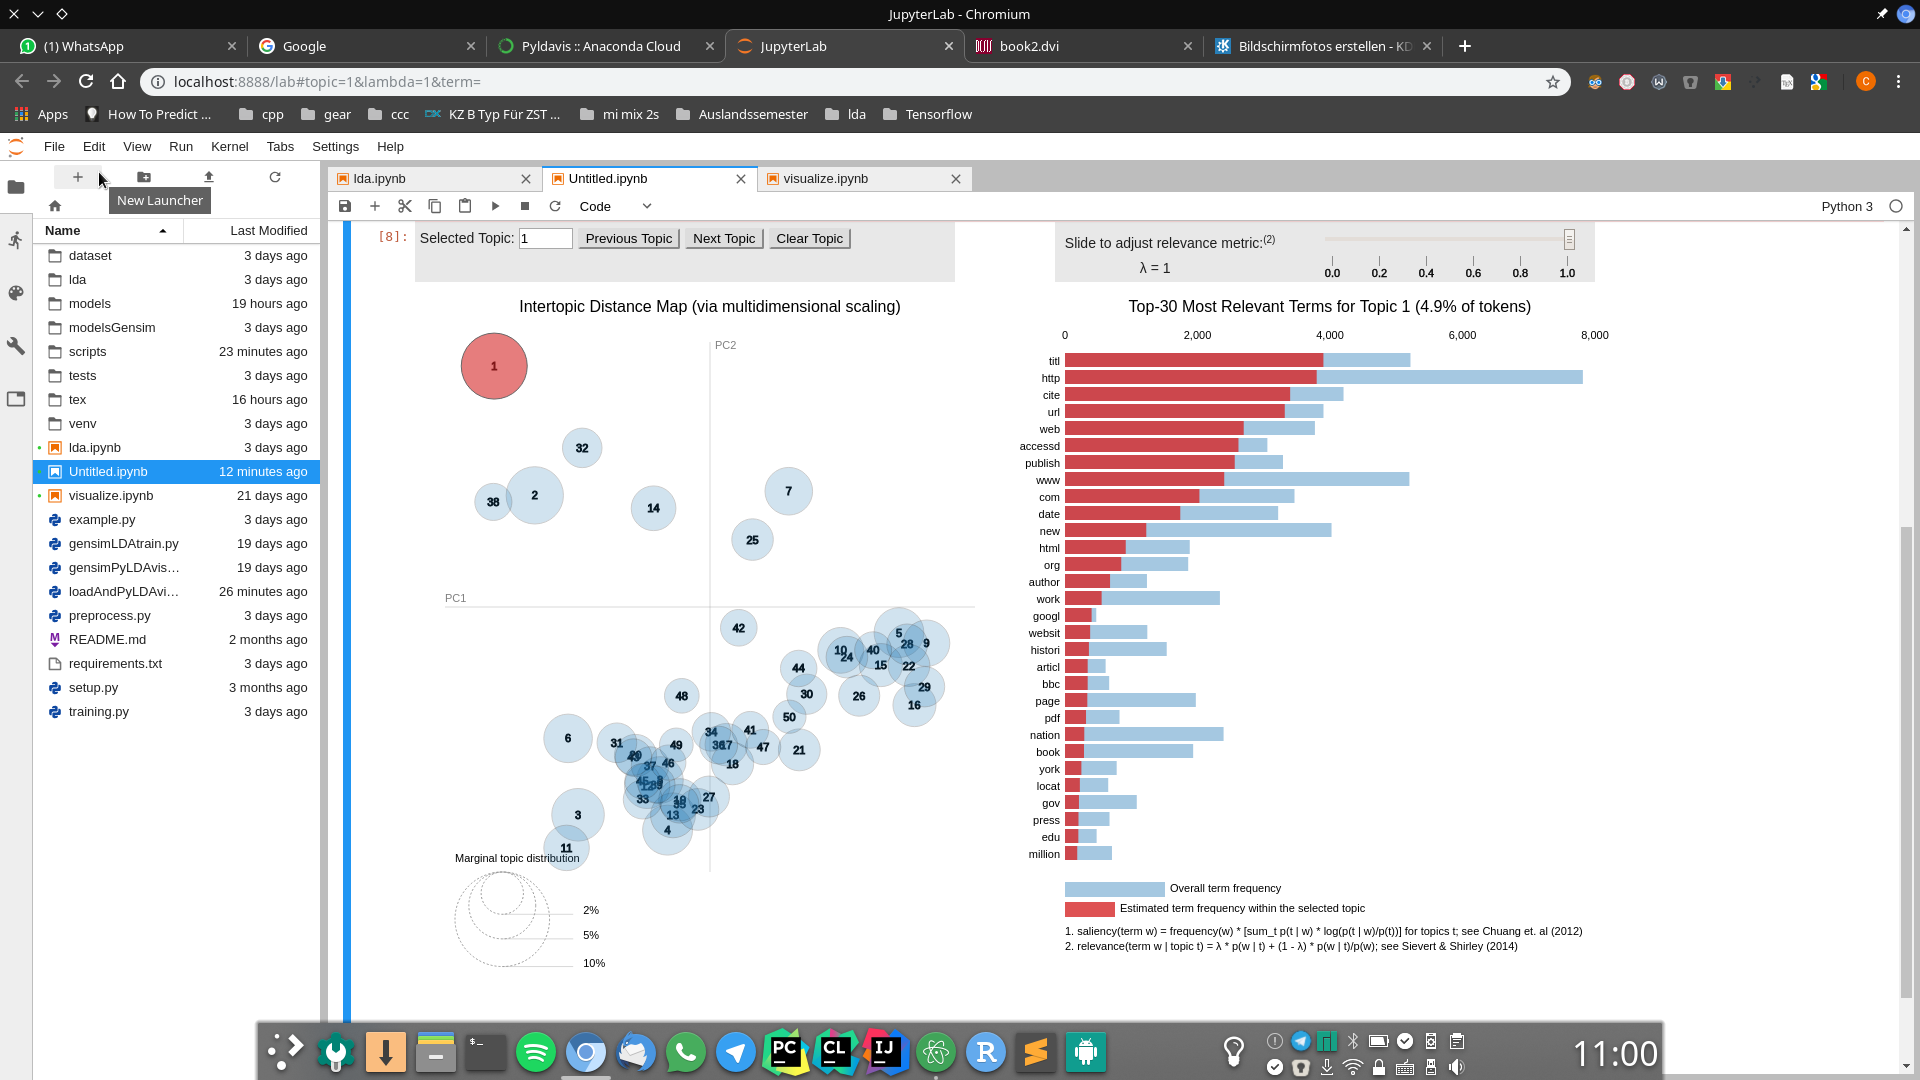 JupyterLab - Chromium
(1) WhatsApp
Google
Pyldavis :: Anaconda Cloud
JupyterLab
book2.dvi
Bildschirmfotos erstellen - KD
localhost:8888/lab#topic=1&lambda=1&term=
C
Apps
How To Predict ...
cpp
gear
ccc
KZ B Typ Für ZST ...
mi mix 2s
Auslandssemester
lda
Tensorflow
File Edit View Run Kernel Tabs Settings Help
New Launcher
lda.ipynb
Untitled.ipynb
visualize.ipynb
Code
Python 3
Name Last Modified
dataset 3 days ago
lda 3 days ago
models 19 hours ago
modelsGensim 3 days ago
scripts 23 minutes ago
tests 3 days ago
tex 16 hours ago
venv 3 days ago
lda.ipynb 3 days ago
Untitled.ipynb 12 minutes ago
visualize.ipynb 21 days ago
example.py 3 days ago
gensimLDAtrain.py 19 days ago
gensimPyLDAvis... 19 days ago
loadAndPyLDAvi... 26 minutes ago
preprocess.py 3 days ago
README.md 2 months ago
requirements.txt 3 days ago
setup.py 3 months ago
training.py 3 days ago
[8]:
Selected Topic: 1 Previous Topic Next Topic Clear Topic
Slide to adjust relevance metric:(2)
λ = 1
0.0 0.2 0.4 0.6 0.8 1.0
Intertopic Distance Map (via multidimensional scaling)
PC2
1
32
2
38
14
7
25
PC1
42
5
28
9
10
24
40
15
22
44
30
26
29
16
48
50
6
31
49
34
36
17
41
47
21
18
37
46
45
33
27
23
13
4
3
11
Marginal topic distribution
2%
5%
10%
Top-30 Most Relevant Terms for Topic 1 (4.9% of tokens)
0 2,000 4,000 6,000 8,000
titl
http
cite
url
web
accessd
publish
www
com
date
new
html
org
author
work
googl
websit
histori
articl
bbc
page
pdf
nation
book
york
locat
gov
press
edu
million
Overall term frequency
Estimated term frequency within the selected topic
1. saliency(term w) = frequency(w) * [sum_t p(t | w) * log(p(t | w)/p(t))] for topics t; see Chuang et. al (2012)
2. relevance(term w | topic t) = λ * p(w | t) + (1 - λ) * p(w | t)/p(w); see Sievert & Shirley (2014)
PC
CL
IJ
R
11:00